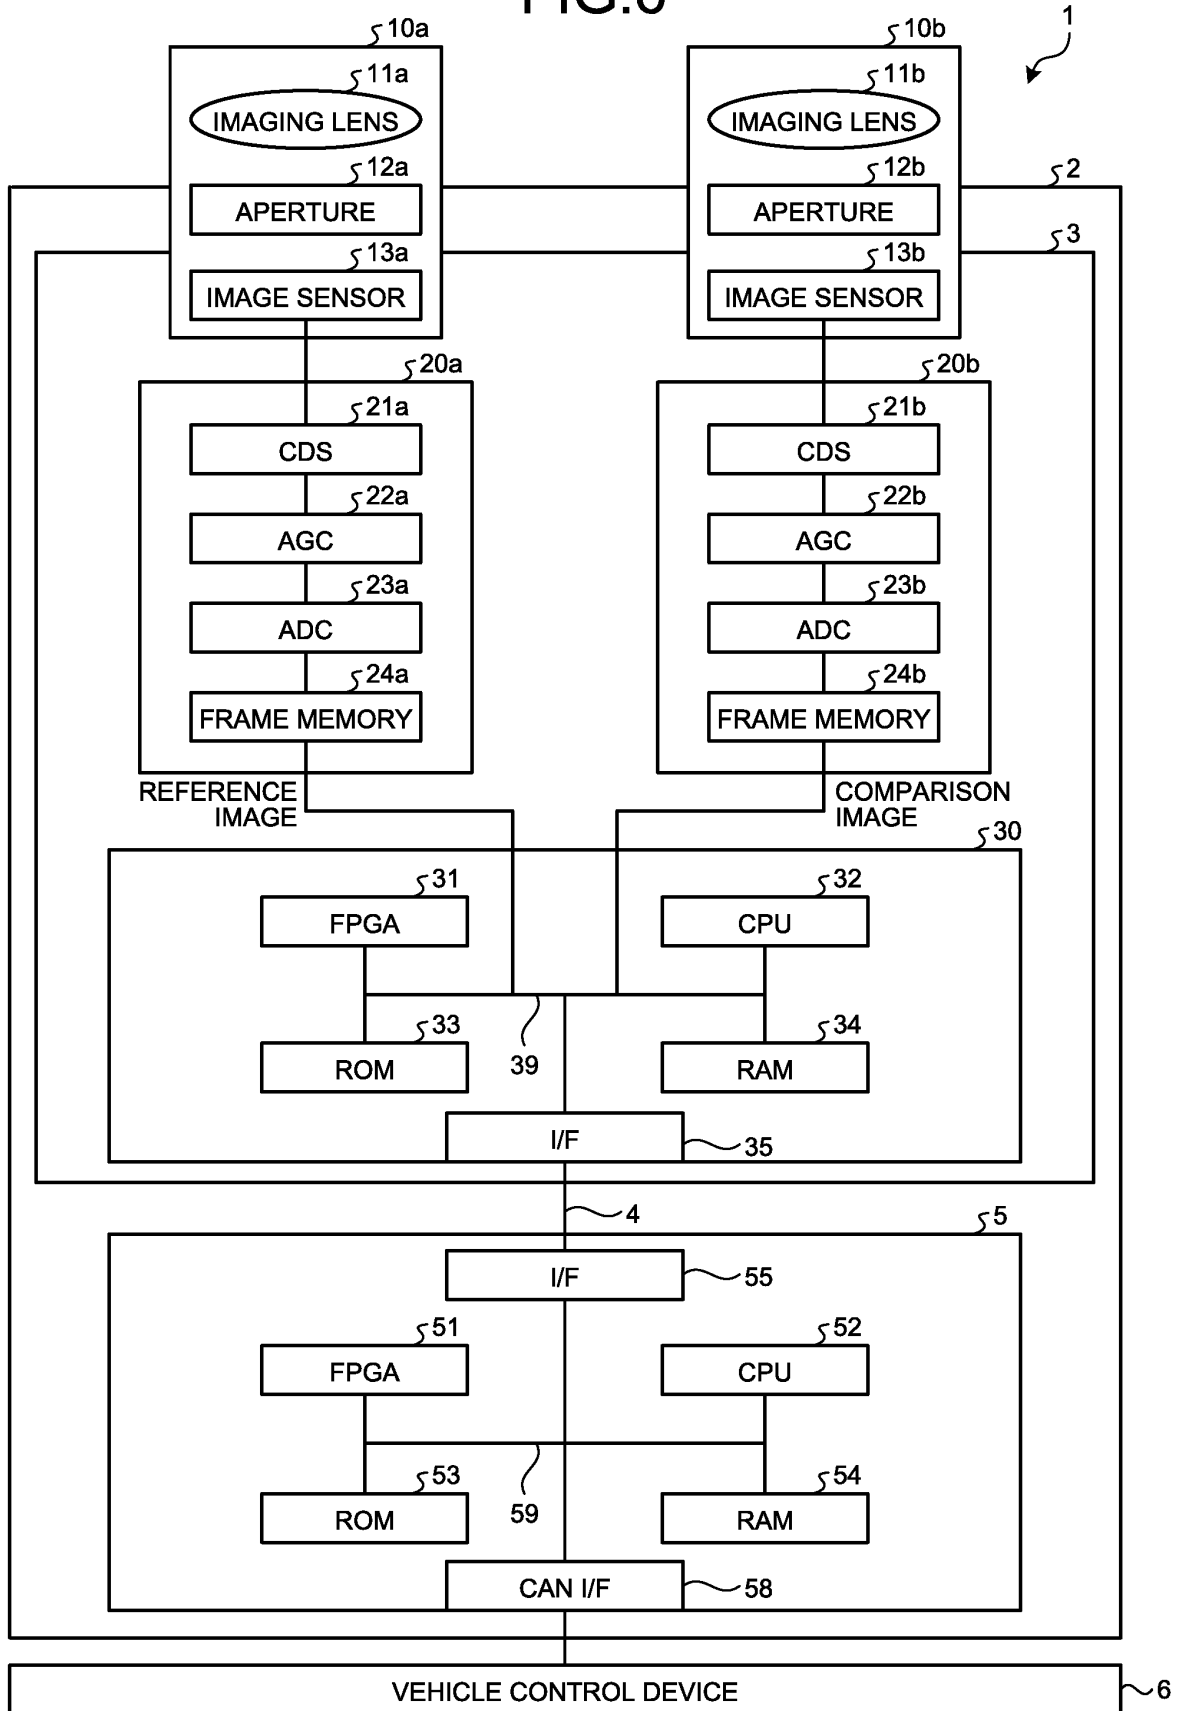 1
10a
10b
11a
11b
IMAGING LENS
IMAGING LENS
12a
12b
2
APERTURE
APERTURE
13a
13b
3
IMAGE SENSOR
IMAGE SENSOR
20a
20b
21a
21b
CDS
CDS
22a
22b
AGC
AGC
23a
23b
ADC
ADC
24a
24b
FRAME MEMORY
FRAME MEMORY
REFERENCE
IMAGE
COMPARISON
IMAGE
30
31
32
FPGA
CPU
33
34
39
ROM
RAM
I/F
35
4
5
I/F
55
51
52
FPGA
CPU
53
54
59
ROM
RAM
CAN I/F
58
VEHICLE CONTROL DEVICE
6